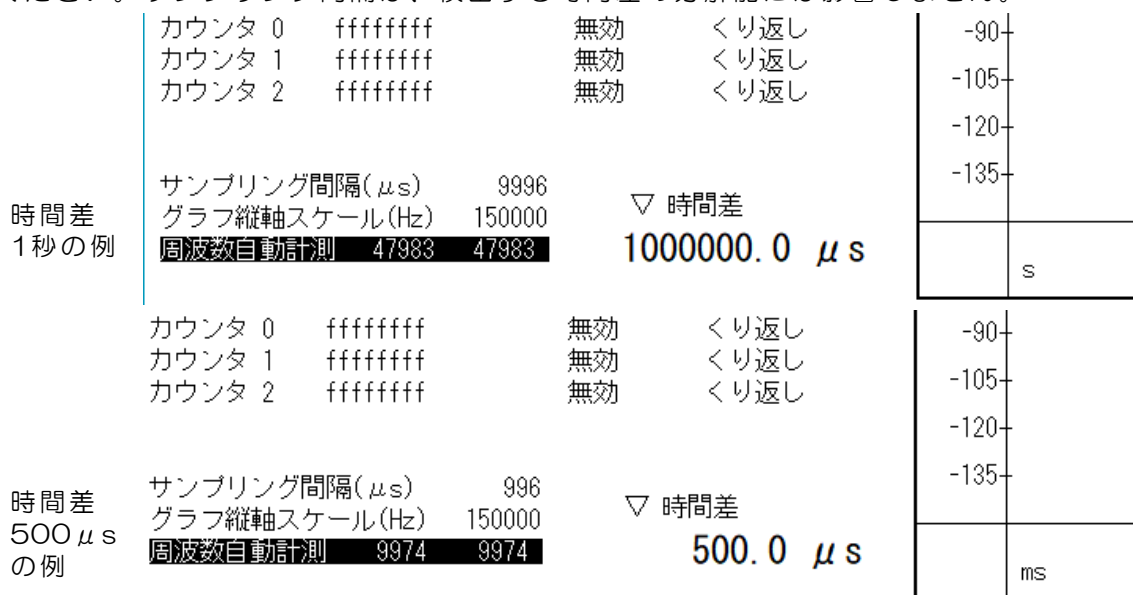 カウンタ 0 ffffffff 無効 くり返し
カウンタ 1 ffffffff 無効 くり返し
カウンタ 2 ffffffff 無効 くり返し
-90
-105
-120
-135
時間差
1秒の例
サンプリング間隔(μs) 9996
グラフ縦軸スケール(Hz) 150000
周波数自動計測 47983 47983
▽ 時間差
1000000.0 μs
s
カウンタ 0 ffffffff 無効 くり返し
カウンタ 1 ffffffff 無効 くり返し
カウンタ 2 ffffffff 無効 くり返し
-90
-105
-120
-135
時間差
500μs
の例
サンプリング間隔(μs) 996
グラフ縦軸スケール(Hz) 150000
周波数自動計測 9974 9974
▽ 時間差
500.0 μs
ms